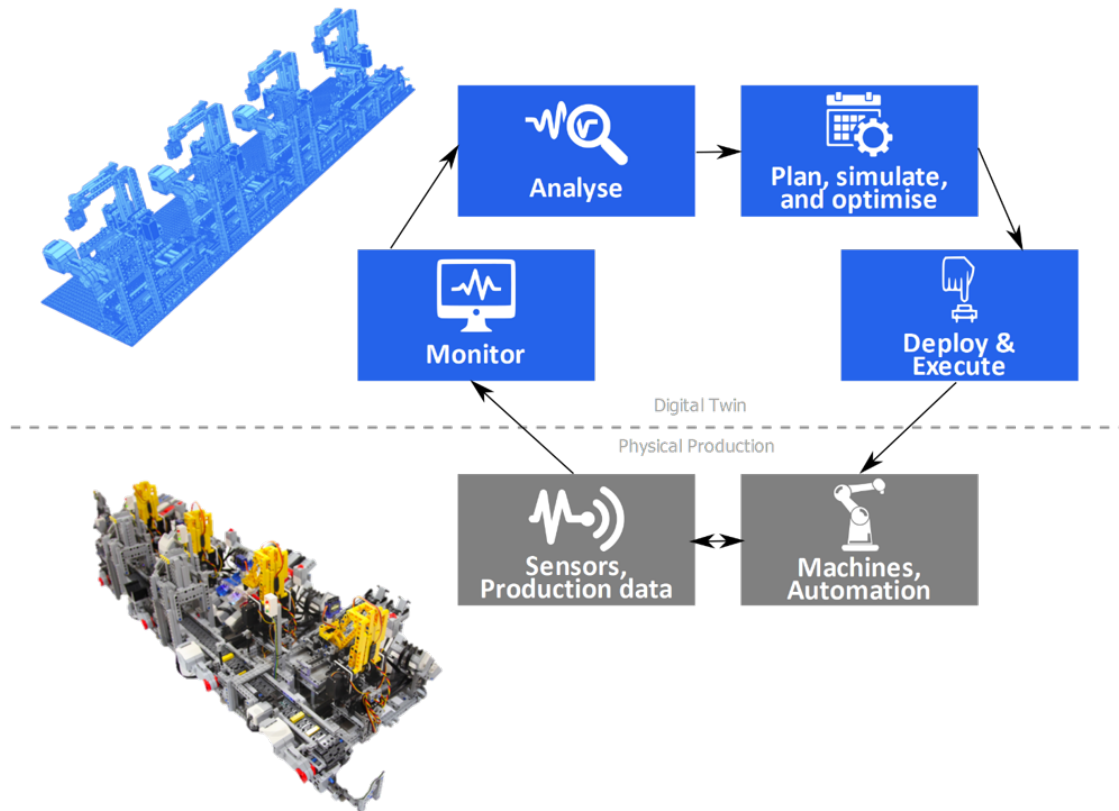 Analyse
Plan, simulate,
and optimise
Monitor
Deploy &
Execute
Digital Twin
Physical Production
Sensors,
Production data
Machines,
Automation